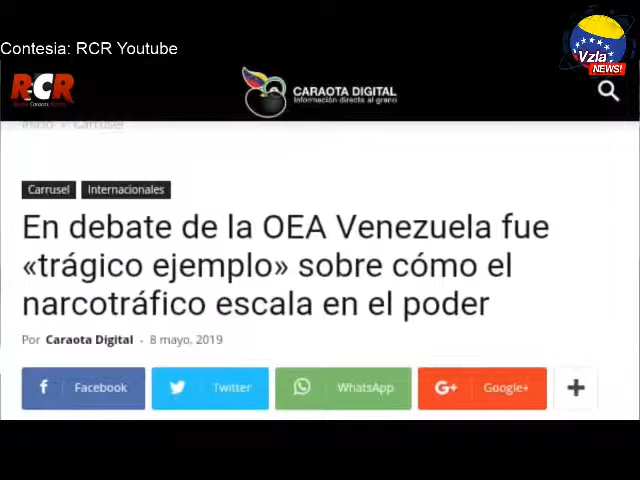 Contesia: RCR Youtube
Vzla
NEWS!
RCR
CARAOTA DIGITAL
Información directa al grano
Inicio > Carrusel
Carrusel Internacionales
En debate de la OEA Venezuela fue
«trágico ejemplo» sobre cómo el
narcotráfico escala en el poder
Por Caraota Digital - 8 mayo, 2019
Facebook Twitter WhatsApp G+ Google+ +